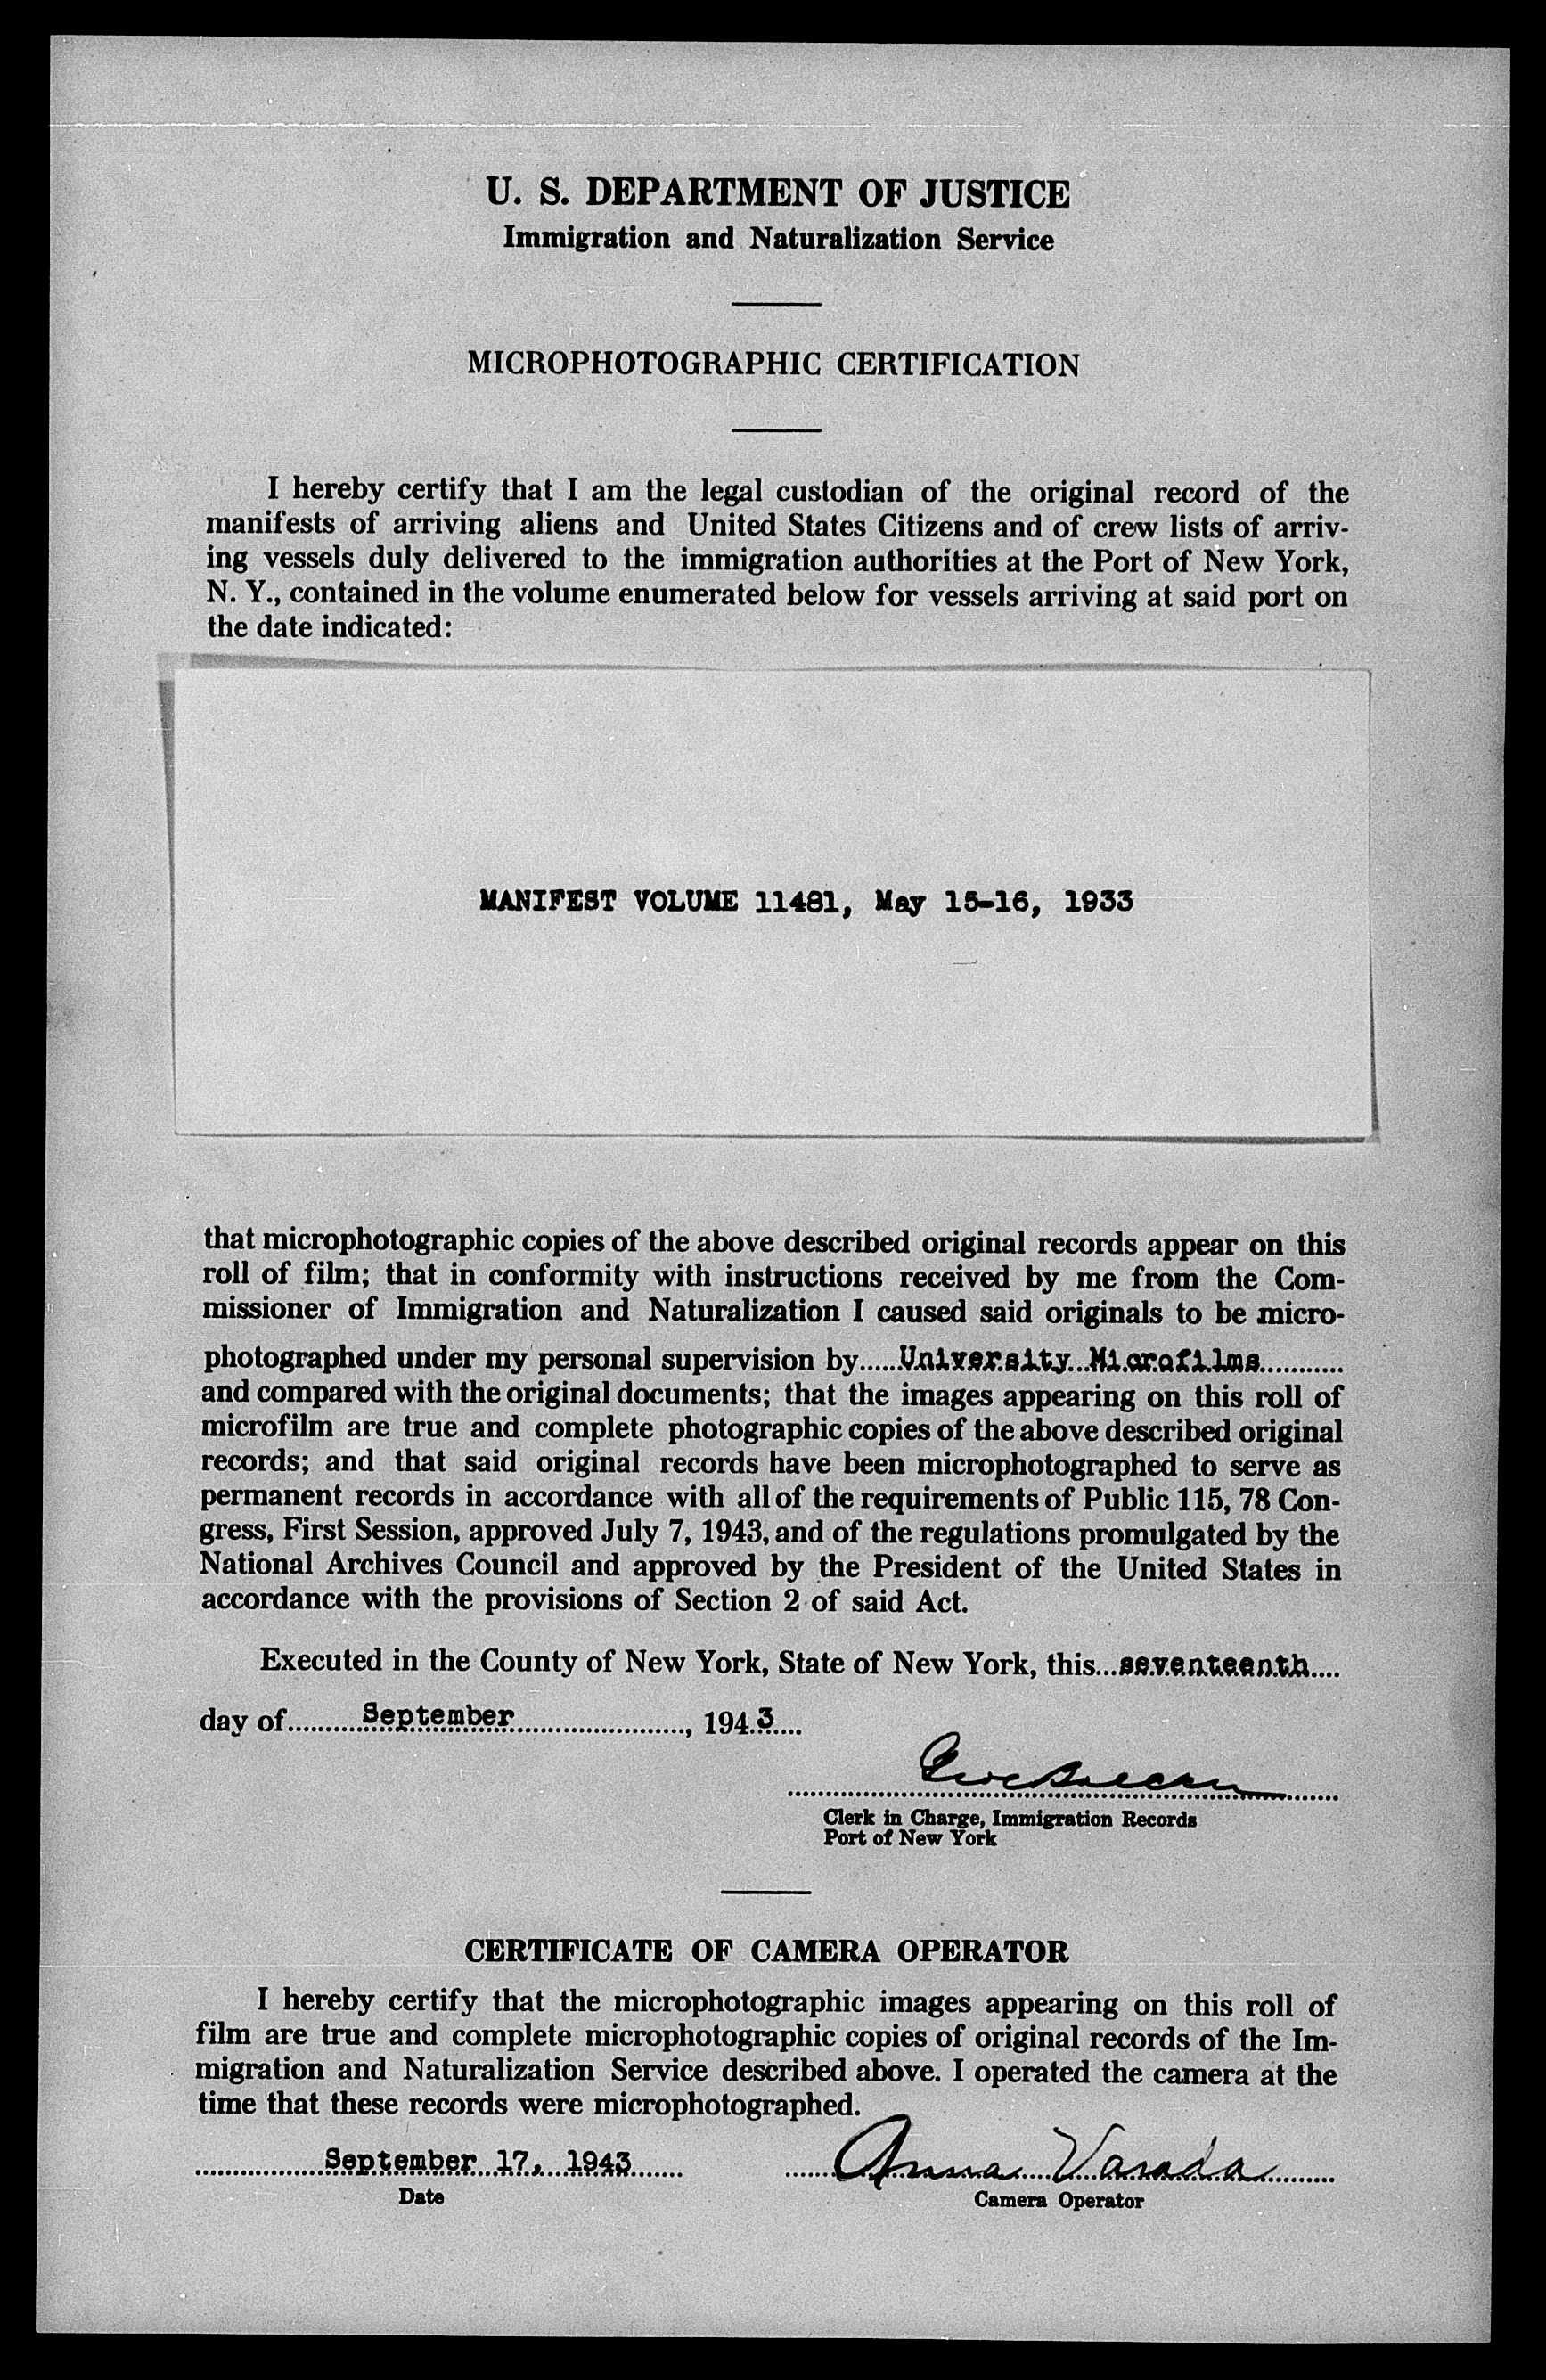 U. S. DEPARTMENT OF JUSTICE
Immigration and Naturalization Service
MICROPHOTOGRAPHIC CERTIFICATION
I hereby certify that I am the legal custodian of the original record of the
manifests of arriving aliens and United States Citizens and of crew lists of arriv-
ing vessels duly delivered to the immigration authorities at the Port of New York,
N. Y., contained in the volume enumerated below for vessels arriving at said port on
the date indicated:
MANIFEST VOLUME 11481, May 15-16, 1933
that microphotographic copies of the above described original records appear on this
roll of film; that in conformity with instructions received by me from the Com-
missioner of Immigration and Naturalization I caused said originals to be micro-
photographed under my personal supervision by.....University Microfilms...........
and compared with the original documents; that the images appearing on this roll of
microfilm are true and complete photographic copies of the above described original
records; and that said original records have been microphotographed to serve as
permanent records in accordance with all of the requirements of Public 115, 78 Con-
gress, First Session, approved July 7, 1943, and of the regulations promulgated by the
National Archives Council and approved by the President of the United States in
accordance with the provisions of Section 2 of said Act.
Executed in the County of New York, State of New York, this...seventeenth....
day of..........September......................., 194.3....
Clerk in Charge, Immigration Records
Port of New York
CERTIFICATE OF CAMERA OPERATOR
I hereby certify that the microphotographic images appearing on this roll of
film are true and complete microphotographic copies of original records of the Im-
migration and Naturalization Service described above. I operated the camera at the
time that these records were microphotographed.
September 17, 1943 Anna Varada
Date Camera Operator